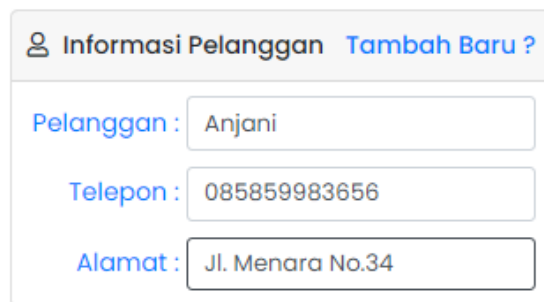 Informasi Pelanggan Tambah Baru ?
Pelanggan : Anjani
Telepon : 085859983656
Alamat : Jl. Menara No.34